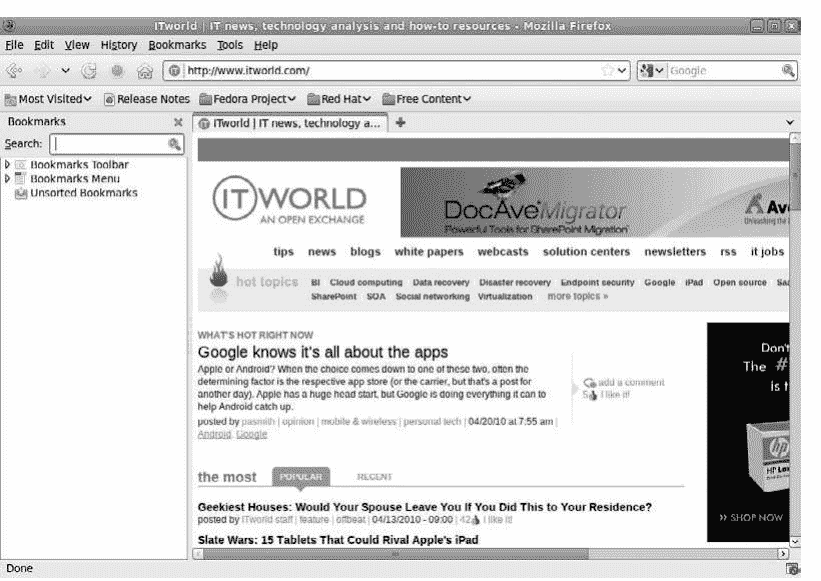 ITworld | IT news, technology analysis and how-to resources - Mozilla Firefox
File Edit View History Bookmarks Tools Help
http://www.itworld.com/
Google
Most Visited Release Notes Fedora Project Red Hat Free Content
Bookmarks
ITworld | IT news, technology a...
Search:
Bookmarks Toolbar
Bookmarks Menu
Unsorted Bookmarks
ITWORLD
AN OPEN EXCHANGE
DocAve Migrator
Powerful Tools for SharePoint Migration
Av
Unleashing the
tips news blogs white papers webcasts solution centers newsletters rss it jobs
hot topics
BI Cloud computing Data recovery Disaster recovery Endpoint security Google iPad Open source Saa
SharePoint SOA Social networking Virtualization more topics »
WHAT'S HOT RIGHT NOW
Google knows it's all about the apps
Apple or Android? When the choice comes down to one of these two, often the
determining factor is the respective app store (or the carrier, but that's a post for
another day). Apple has a huge head start, but Google is doing everything it can to
help Android catch up.
posted by pasmith | opinion | mobile & wireless | personal tech | 04/20/10 at 7:55 am |
Android, Google
add a comment
5 I like it!
Don't
The #
is t
hp
HP La
» SHOP NOW
the most POPULAR RECENT
Geekiest Houses: Would Your Spouse Leave You If You Did This to Your Residence?
posted by ITworld staff | feature | offbeat | 04/13/2010 - 09:00 | 42 I like it!
Slate Wars: 15 Tablets That Could Rival Apple's iPad
Done